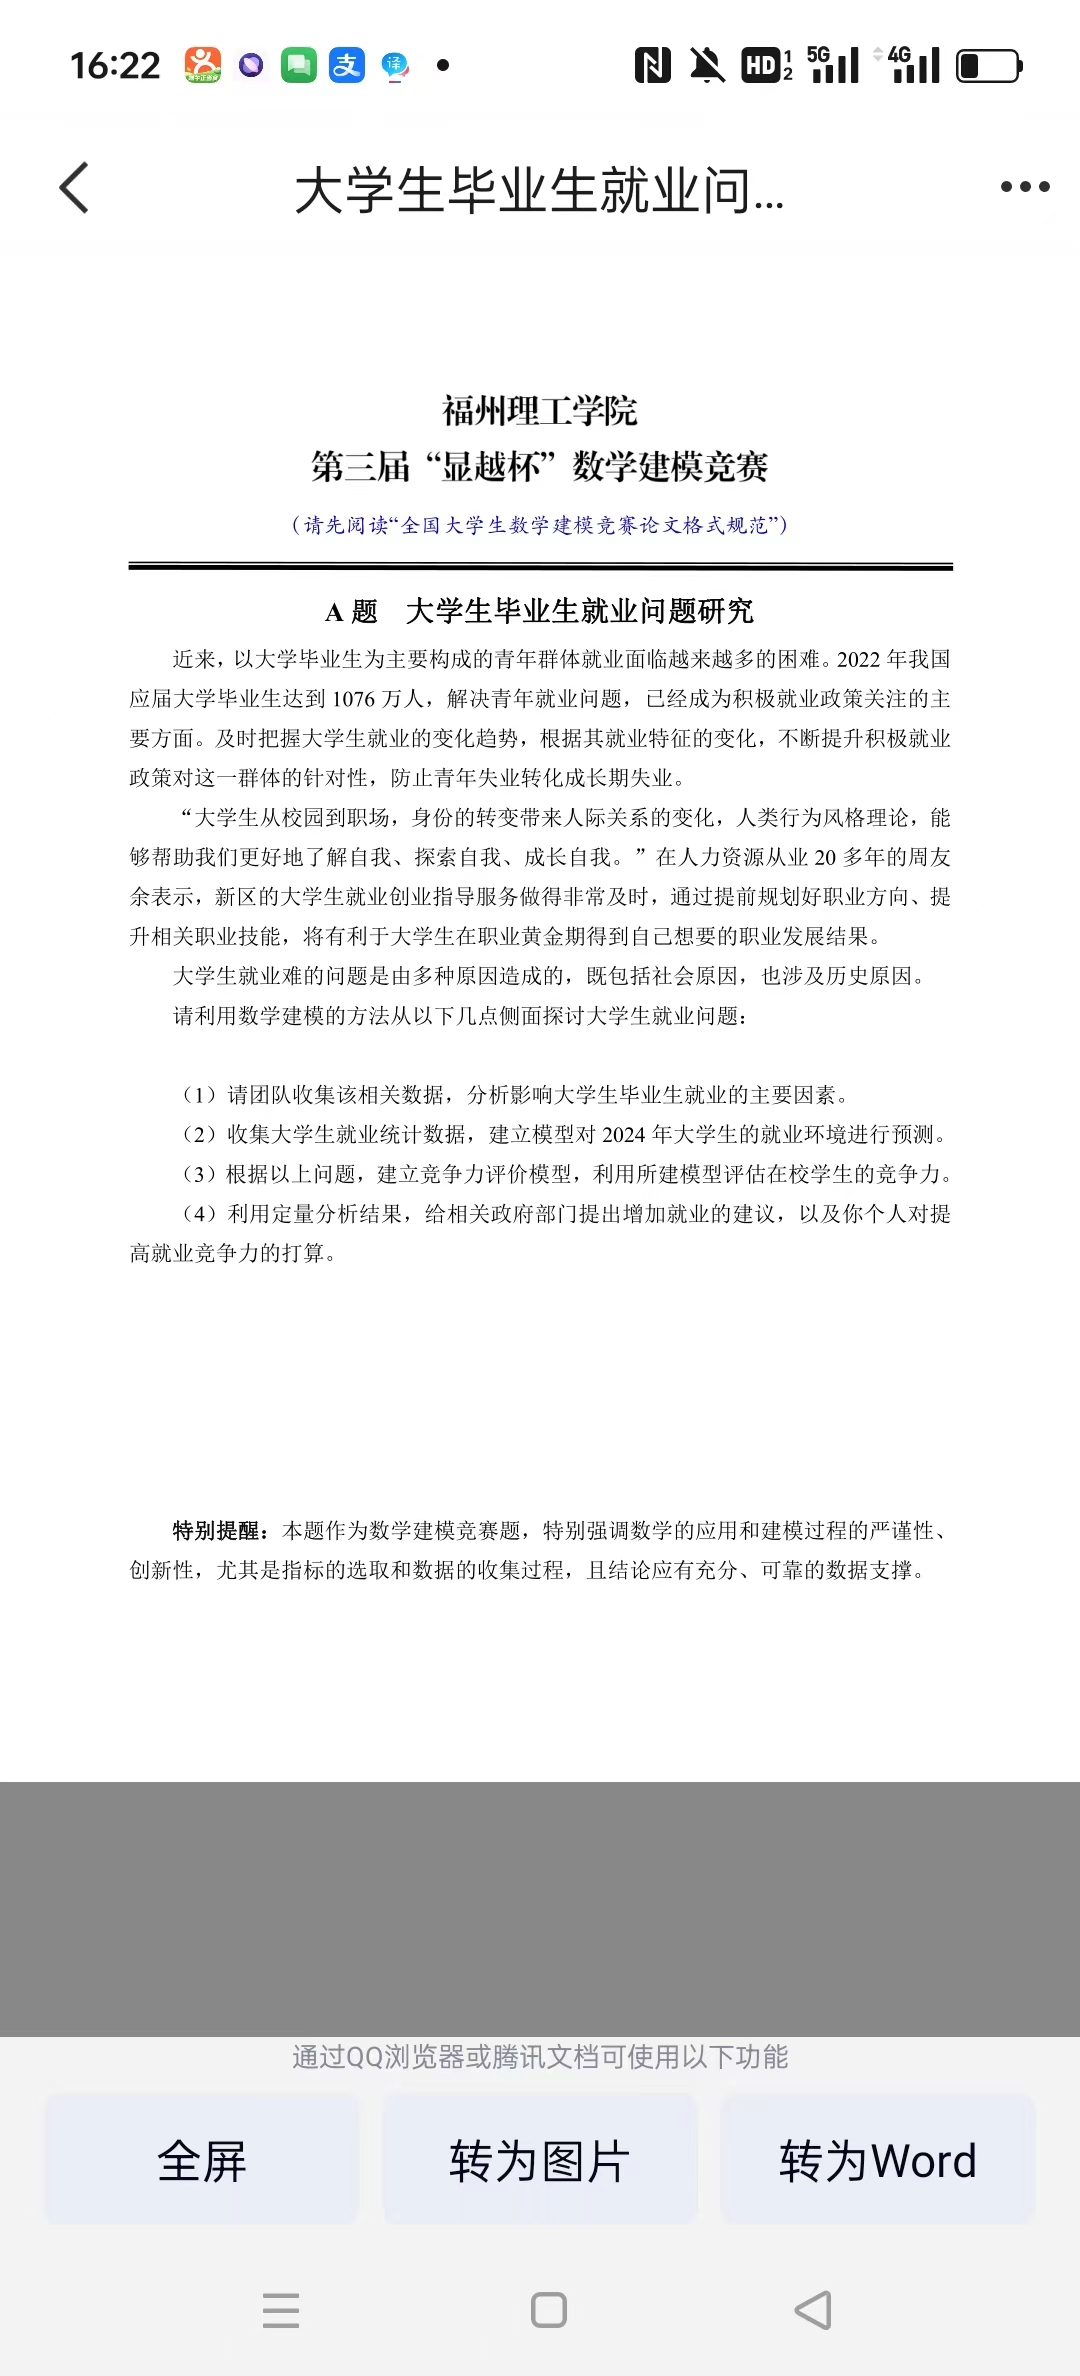 16:22
译
HD 1 2 5G 4G
大学生毕业生就业问...
福州理工学院
第三届“显越杯”数学建模竞赛
（请先阅读“全国大学生数学建模竞赛论文格式规范”）
A 题 大学生毕业生就业问题研究
近来，以大学毕业生为主要构成的青年群体就业面临越来越多的困难。2022 年我国
应届大学毕业生达到 1076 万人，解决青年就业问题，已经成为积极就业政策关注的主
要方面。及时把握大学生就业的变化趋势，根据其就业特征的变化，不断提升积极就业
政策对这一群体的针对性，防止青年失业转化成长期失业。
“大学生从校园到职场，身份的转变带来人际关系的变化，人类行为风格理论，能
够帮助我们更好地了解自我、探索自我、成长自我。”在人力资源从业 20 多年的周友
余表示，新区的大学生就业创业指导服务做得非常及时，通过提前规划好职业方向、提
升相关职业技能，将有利于大学生在职业黄金期得到自己想要的职业发展结果。
大学生就业难的问题是由多种原因造成的，既包括社会原因，也涉及历史原因。
请利用数学建模的方法从以下几点侧面探讨大学生就业问题：
（1）请团队收集该相关数据，分析影响大学生毕业生就业的主要因素。
（2）收集大学生就业统计数据，建立模型对 2024 年大学生的就业环境进行预测。
（3）根据以上问题，建立竞争力评价模型，利用所建模型评估在校学生的竞争力。
（4）利用定量分析结果，给相关政府部门提出增加就业的建议，以及你个人对提
高就业竞争力的打算。
特别提醒：本题作为数学建模竞赛题，特别强调数学的应用和建模过程的严谨性、
创新性，尤其是指标的选取和数据的收集过程，且结论应有充分、可靠的数据支撑。
通过QQ浏览器或腾讯文档可使用以下功能
全屏
转为图片
转为Word